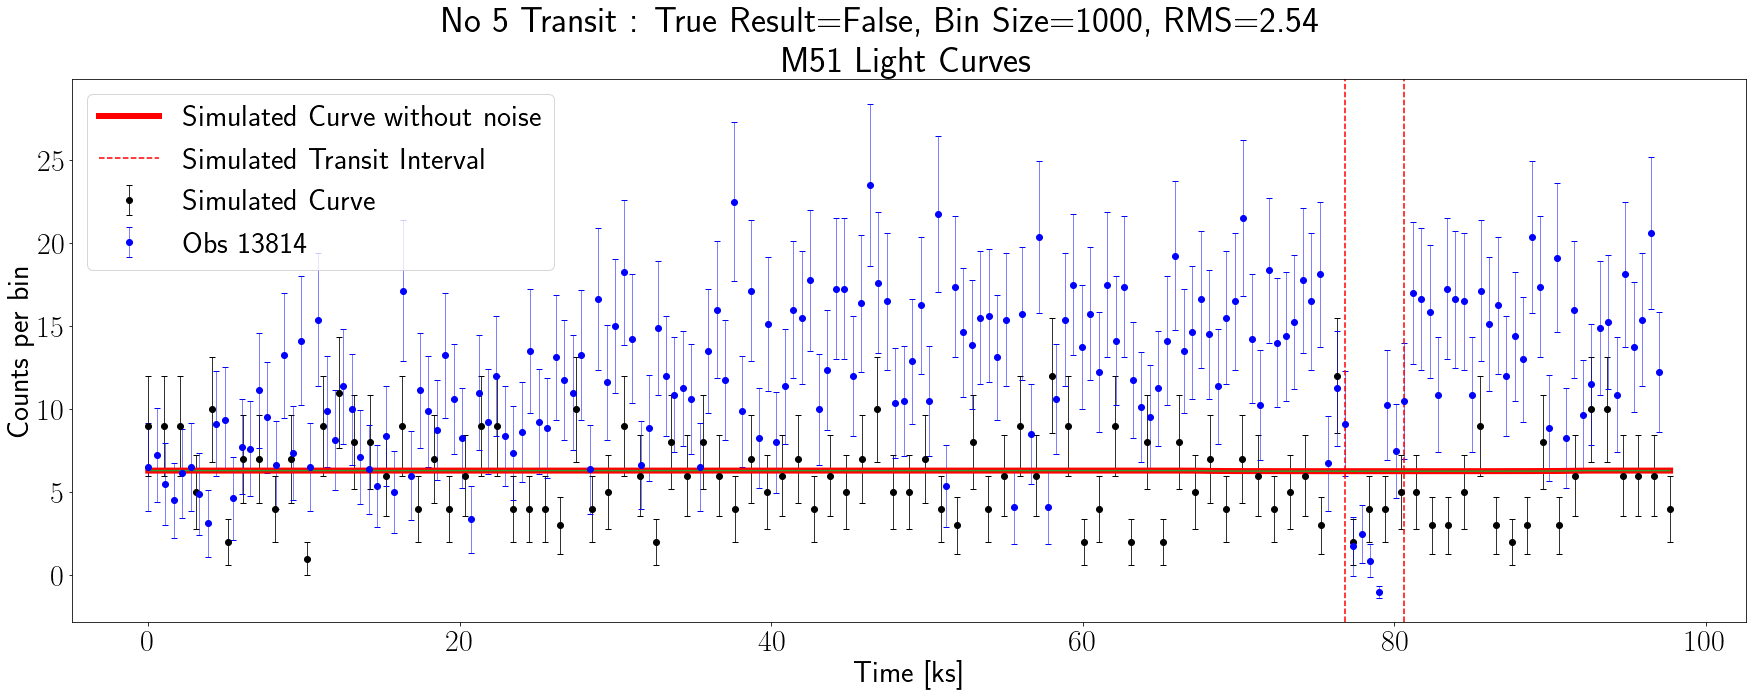 No 5 Transit : True Result=False, Bin Size=1000, RMS=2.54
M51 Light Curves
Simulated Curve without noise
Simulated Transit Interval
Simulated Curve
Obs 13814
Counts per bin
25
20
15
10
5
0
0 20 40 60 80 100
Time [ks]